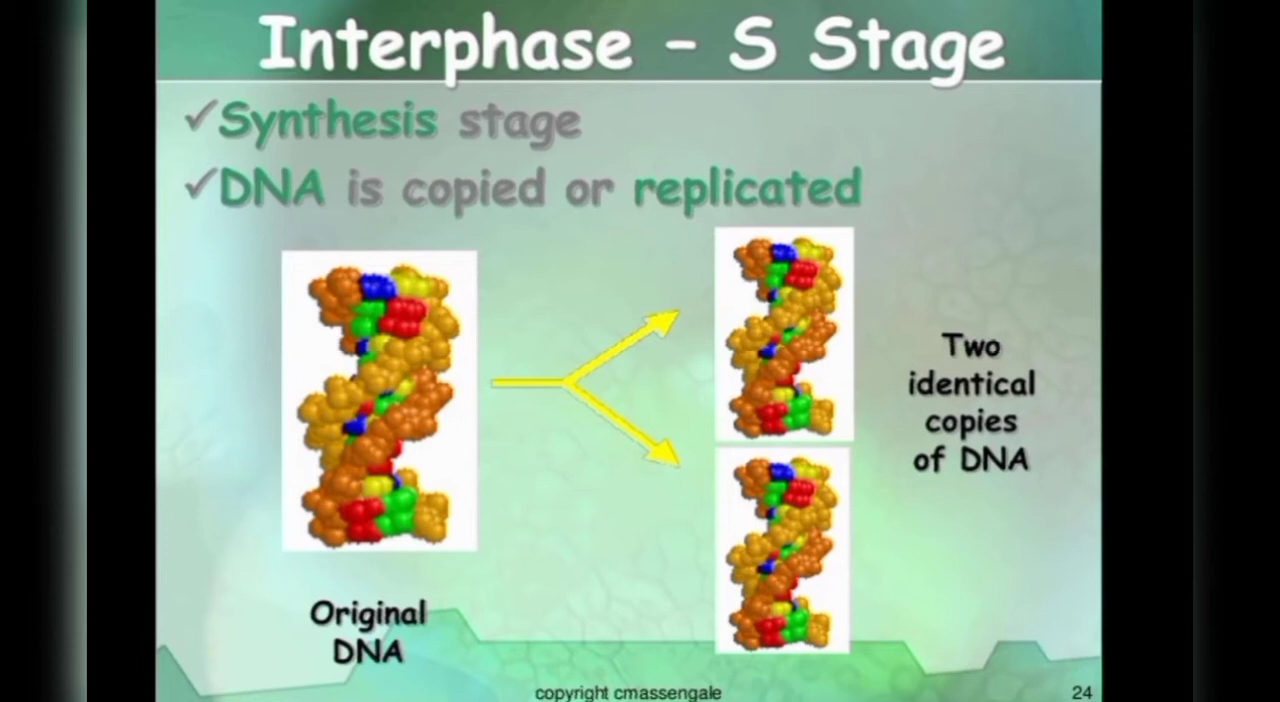 Interphase – S Stage
✓Synthesis stage
✓DNA is copied or replicated
Two
identical
copies
of DNA
Original
DNA
copyright cmassengale
24